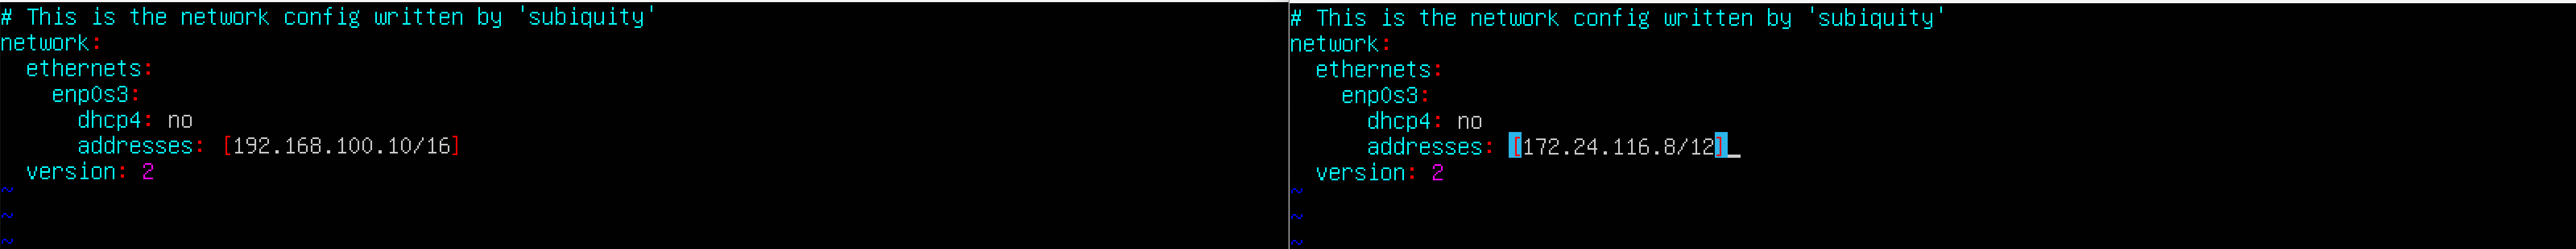 # This is the network config written by 'subiquity'
network:
  ethernets:
    enp0s3:
      dhcp4: no
      addresses: [192.168.100.10/16]
  version: 2
~
~
~
# This is the network config written by 'subiquity'
network:
  ethernets:
    enp0s3:
      dhcp4: no
      addresses: [172.24.116.8/12]_
  version: 2
~
~
~